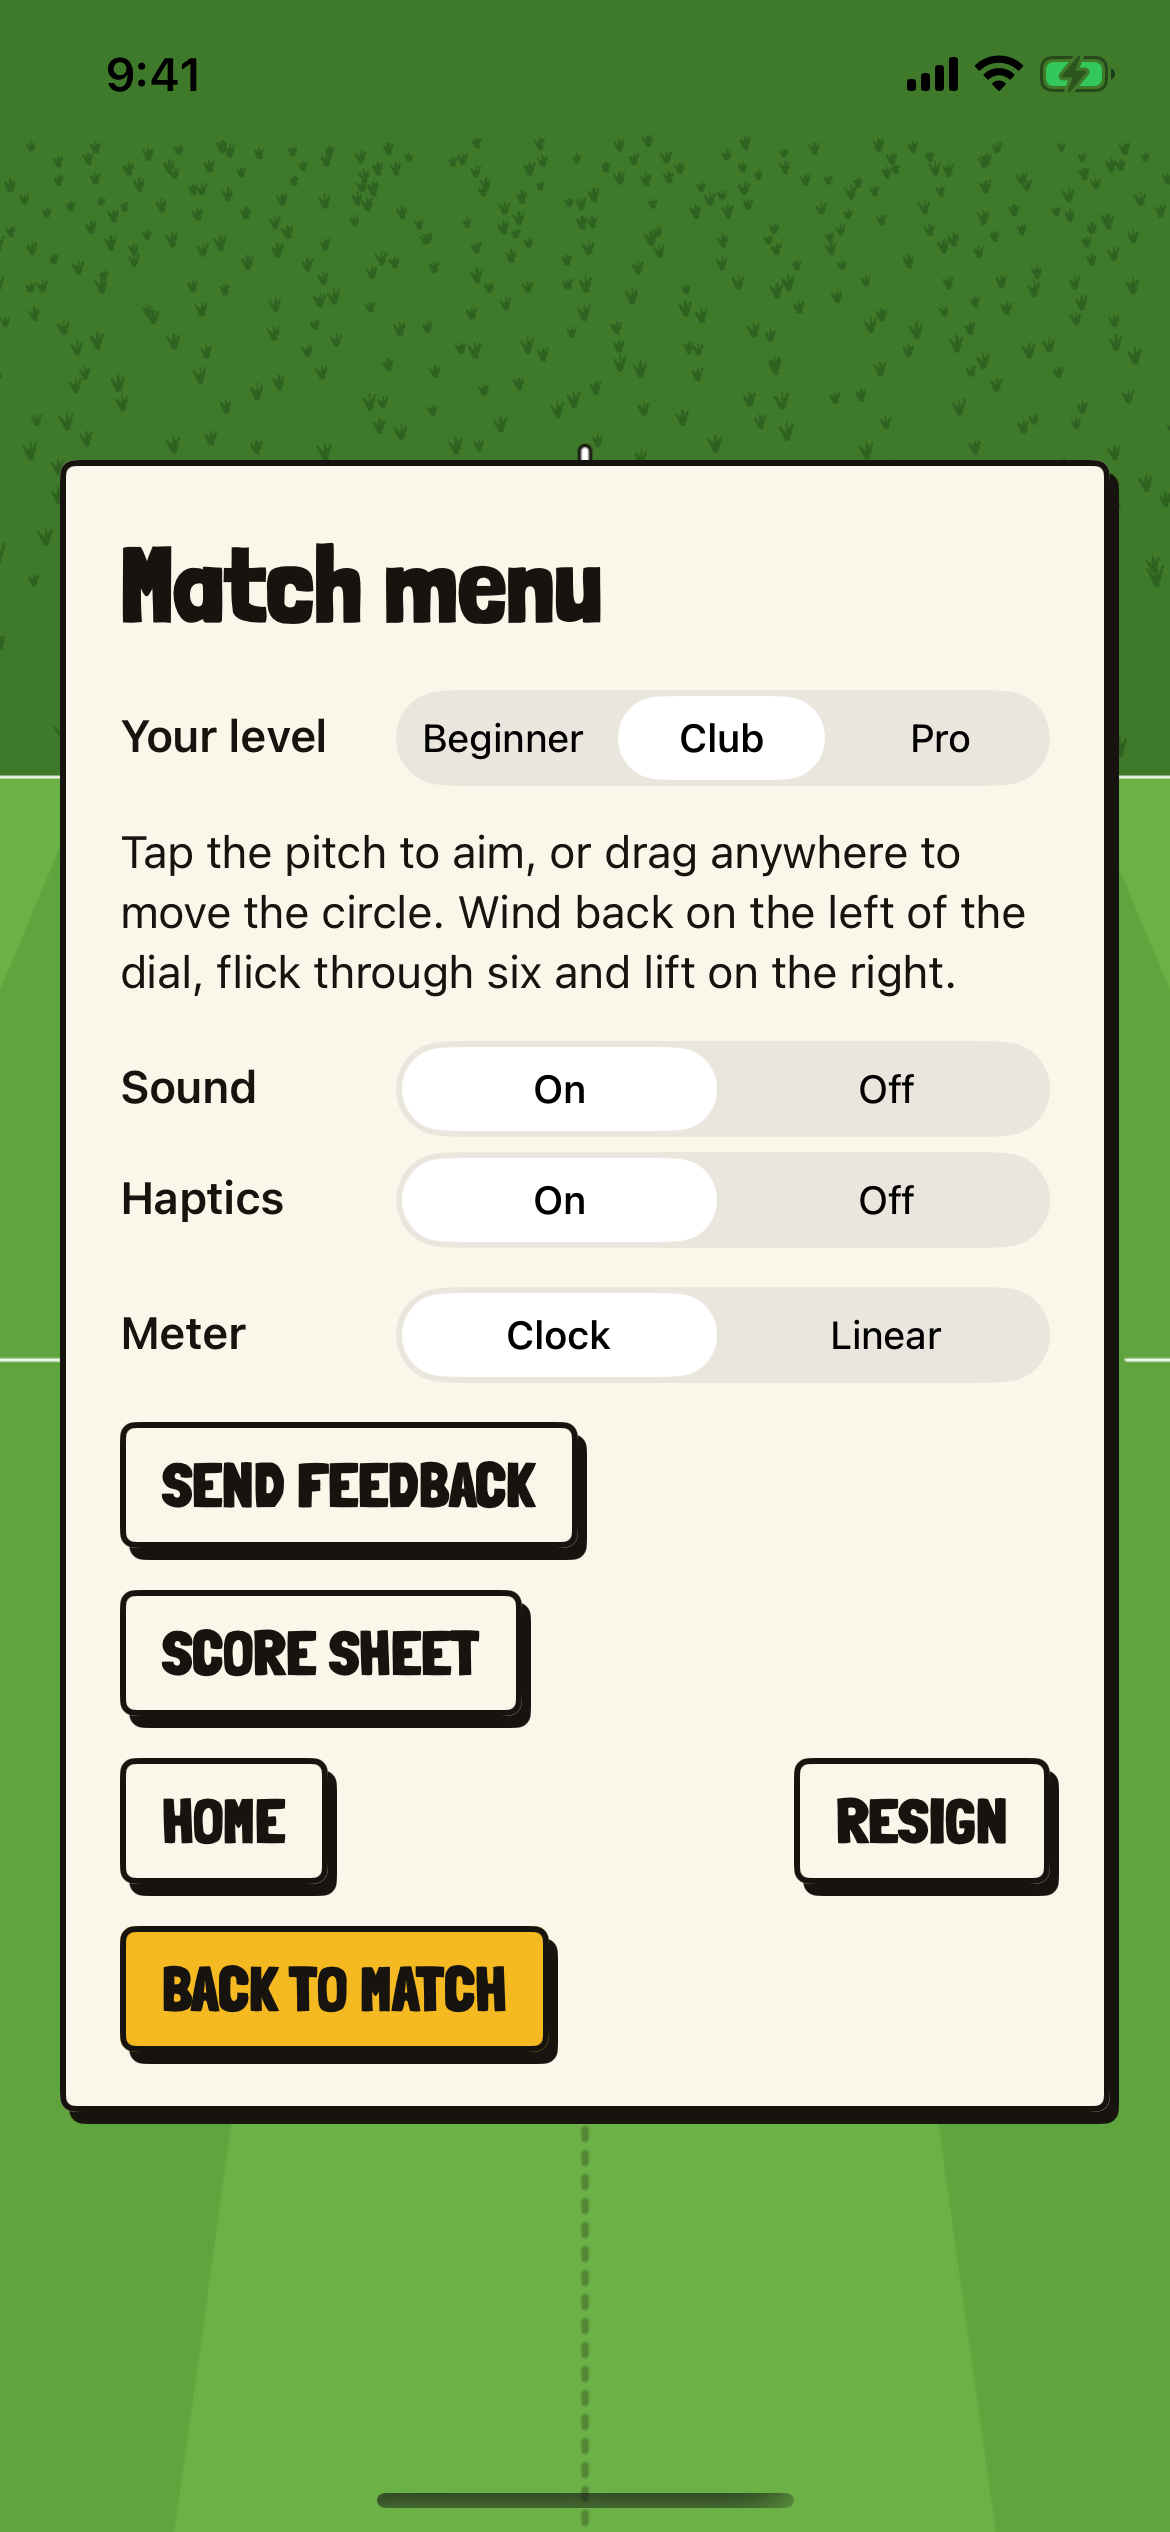 9:41
Match menu
Your level Beginner Club Pro
Tap the pitch to aim, or drag anywhere to
move the circle. Wind back on the left of the
dial, flick through six and lift on the right.
Sound On Off
Haptics On Off
Meter Clock Linear
SEND FEEDBACK
SCORE SHEET
HOME RESIGN
BACK TO MATCH